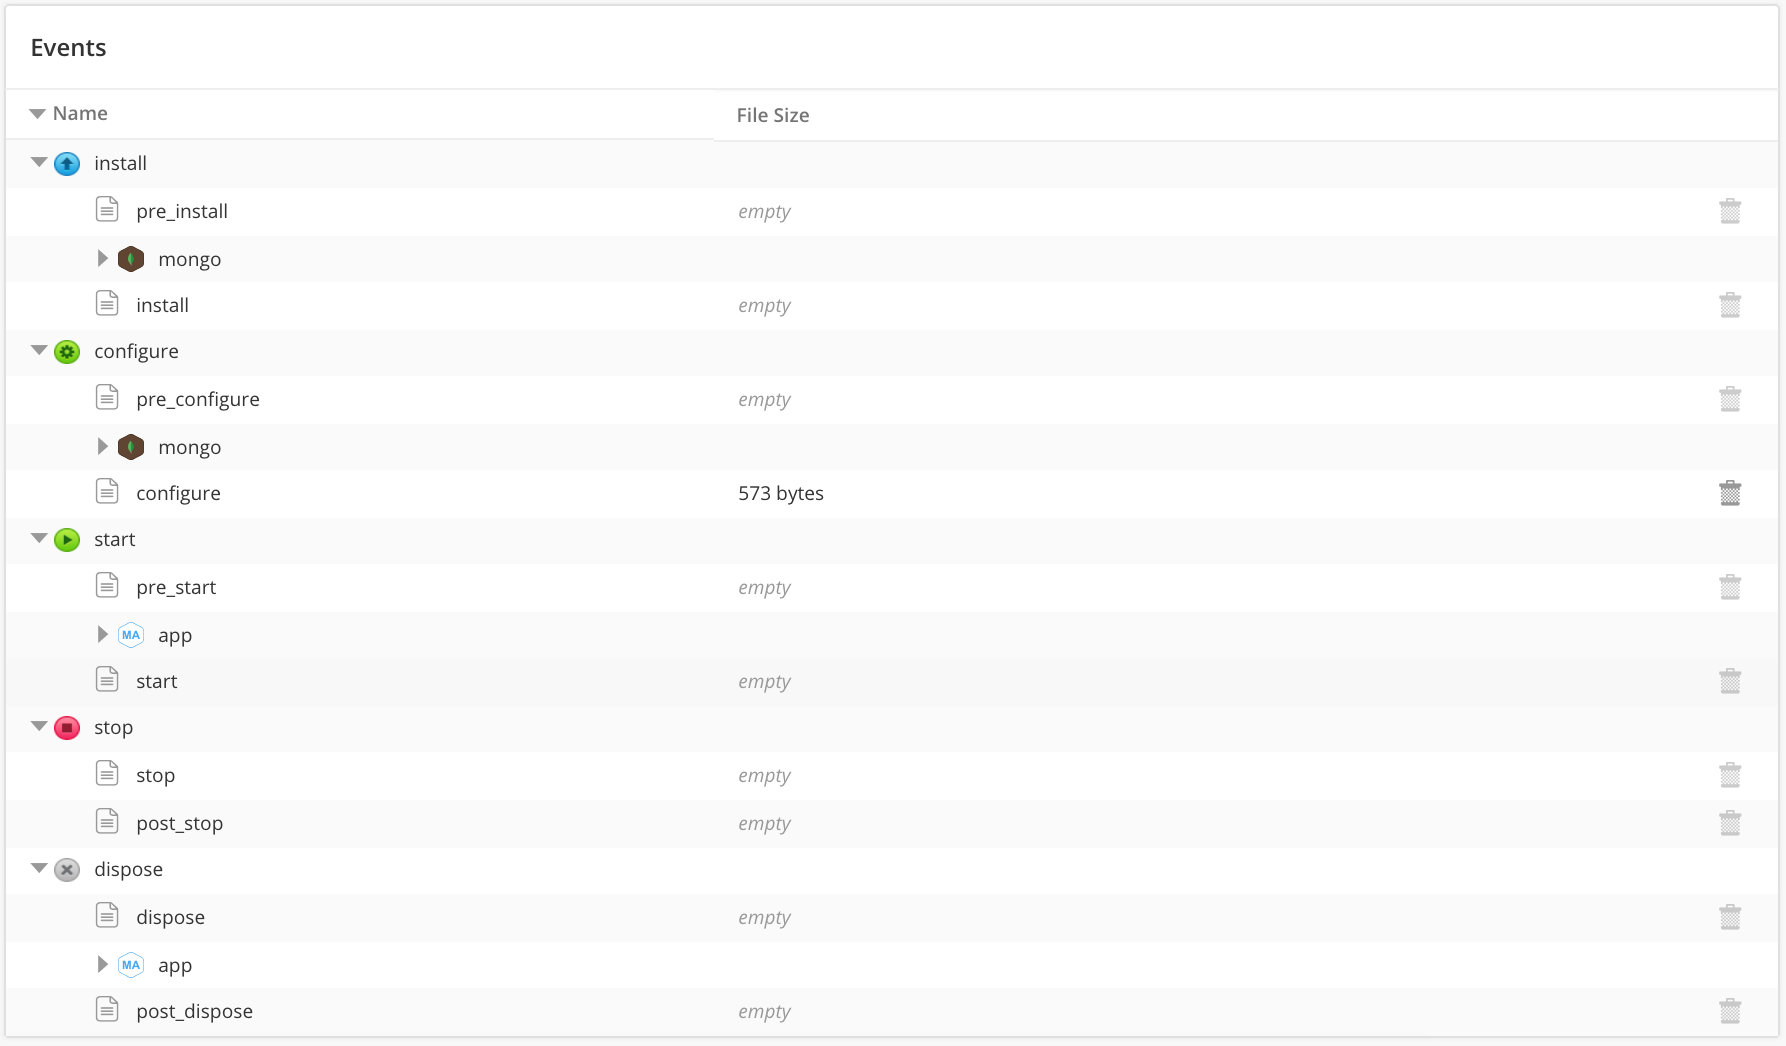 Events
Name File Size
install
pre_install empty
mongo
install empty
configure
pre_configure empty
mongo
configure 573 bytes
start
pre_start empty
MA app
start empty
stop
stop empty
post_stop empty
dispose
dispose empty
MA app
post_dispose empty